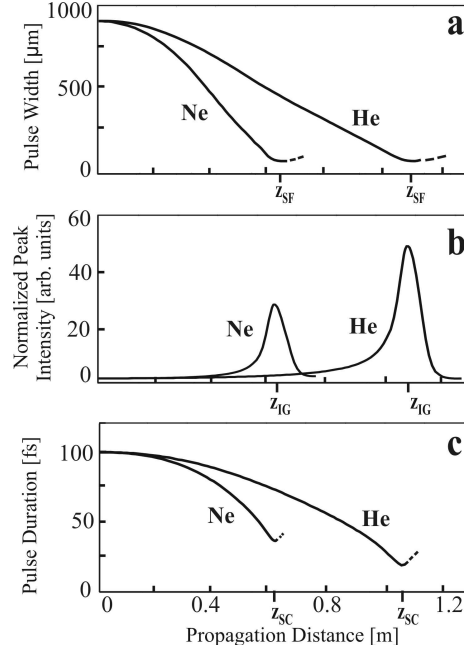 a
Pulse Width [µm]
900
500
100
0
Ne
He
z_SF
z_SF
b
Normalized Peak
Intensity [arb. units]
60
40
20
0
Ne
He
z_IG
z_IG
c
Pulse Duration [fs]
100
50
0
Ne
He
0
0.4
z_SC
0.8
z_SC
1.2
Propagation Distance [m]